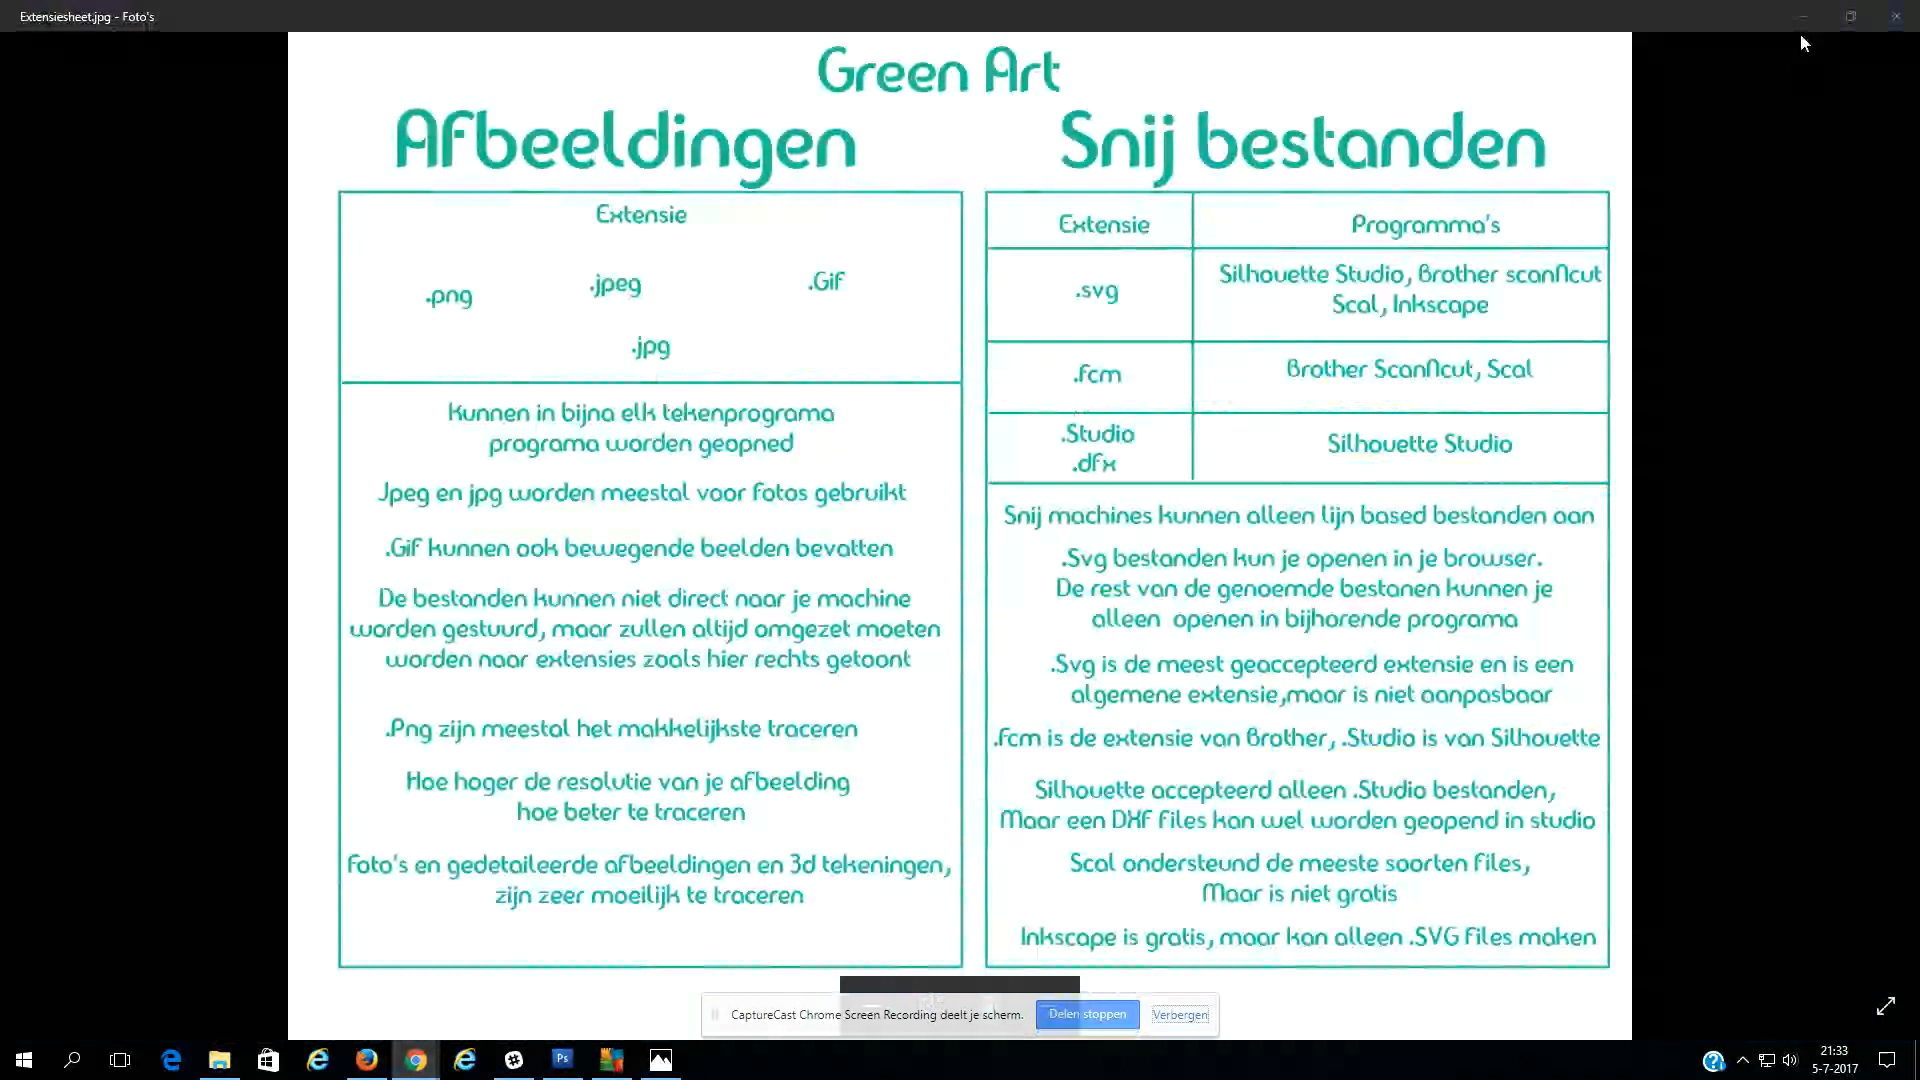 Extensiesheet.jpg - Foto's
Green Art
Afbeeldingen
Extensie
.png
.jpeg
.Gif
.jpg
Kunnen in bijna elk tekenprograma
programa worden geopned
Jpeg en jpg worden meestal voor fotos gebruikt
.Gif kunnen ook bewegende beelden bevatten
De bestanden kunnen niet direct naar je machine
worden gestuurd, maar zullen altijd omgezet moeten
worden naar extensies zoals hier rechts getoont
.Png zijn meestal het makkelijkste traceren
Hoe hoger de resolutie van je afbeelding
hoe beter te traceren
Foto's en gedetaileerde afbeeldingen en 3d tekeningen,
zijn zeer moeilijk te traceren
Snij bestanden
Extensie
Programma's
.svg
Silhouette Studio, Brother scanNcut
Scal, Inkscape
.fcm
Brother ScanNcut, Scal
.Studio
.dfx
Silhouette Studio
Snij machines kunnen alleen lijn based bestanden aan
.Svg bestanden kun je openen in je browser.
De rest van de genoemde bestanen kunnen je
alleen openen in bijhorende programa
.Svg is de meest geaccepteerd extensie en is een
algemene extensie,maar is niet aanpasbaar
.Fcm is de extensie van Brother, .Studio is van Silhouette
Silhouette accepteerd alleen .Studio bestanden,
Maar een DXF files kan wel worden geopend in studio
Scal ondersteund de meeste soorten files,
Maar is niet gratis
Inkscape is gratis, maar kan alleen .SVG files maken
CaptureCast Chrome Screen Recording deelt je scherm.
Delen stoppen
Verbergen
Ps
21:33
5-7-2017